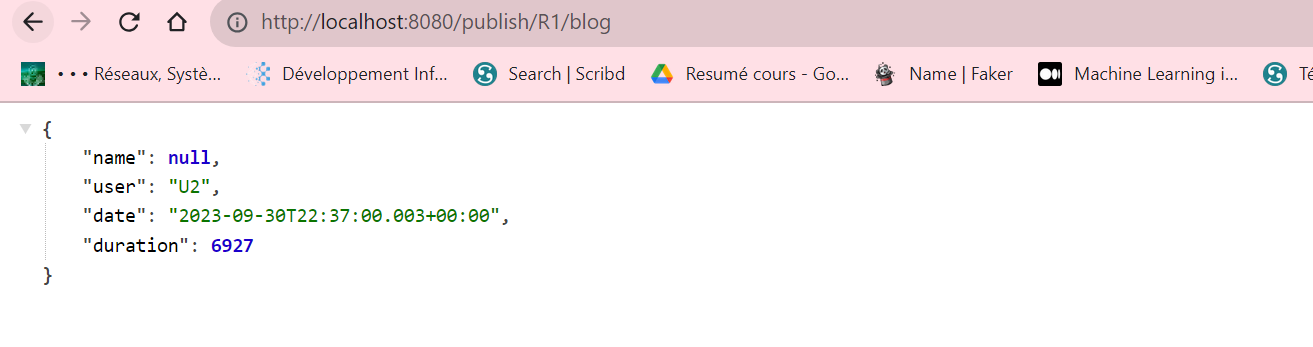 http://localhost:8080/publish/R1/blog
••• Réseaux, Systè... Développement Inf... Search | Scribd Resumé cours - Go... Name | Faker Machine Learning i... Té
{
"name": null,
"user": "U2",
"date": "2023-09-30T22:37:00.003+00:00",
"duration": 6927
}